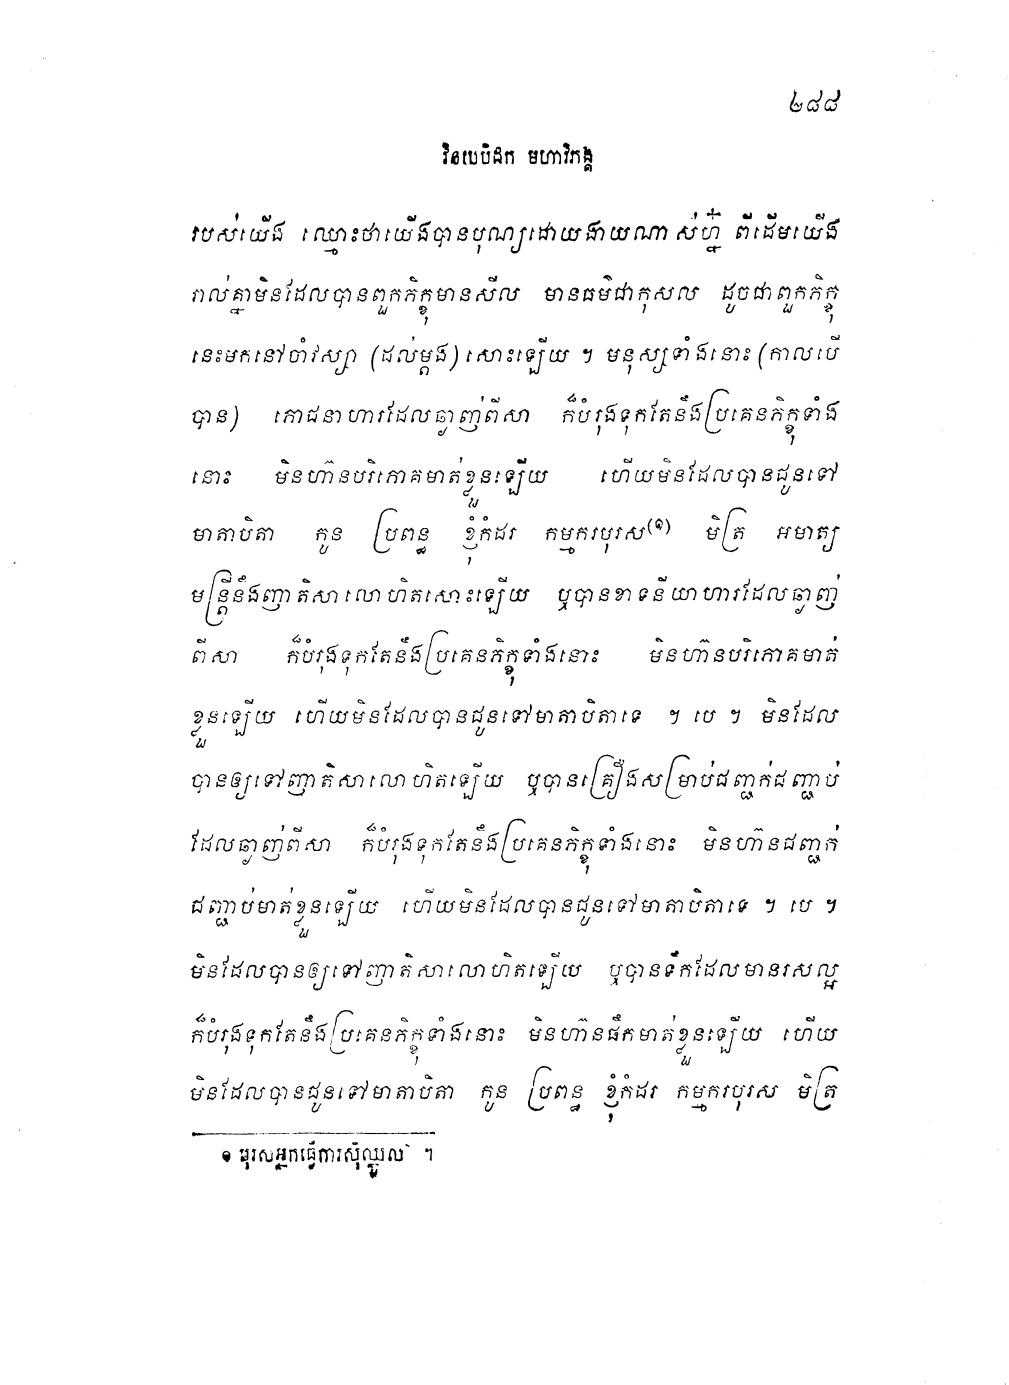 ២៨៨
វិនយបិដក មហាវិភង្គ
របស់យើង ឈ្មោះថាយើងបានបុណ្យដោយងាយណាស់ហ្ន៎ ពីដើមយើង
រាល់គ្នាមិនដែលបានពួកភិក្ខុមានសីល មានធម៌ជាកុសល ដូចជាពួកភិក្ខុ
នេះមកនៅចាំវស្សា (ដល់ម្តង) សោះឡើយ ។ មនុស្សទាំងនោះ (កាលបើ
បាន) ភោជនាហារដែលឆ្ងាញ់ពីសា ក៏បំរុងទុកតែនឹងប្រគេនភិក្ខុទាំង
នោះ មិនហ៊ានបរិភោគមាត់ខ្លួនឡើយ ហើយមិនដែលបានជូនទៅ
មាតាបិតា កូន ប្រពន្ធ ខ្ញុំកំដរ កម្មករបុរស(១) មិត្រ អមាត្យ
មន្ត្រីនឹងញាតិសាលោហិតសោះឡើយ ឬបានខាទនីយាហារដែលឆ្ងាញ់
ពីសា ក៏បំរុងទុកតែនឹងប្រគេនភិក្ខុទាំងនោះ មិនហ៊ានបរិភោគមាត់
ខ្លួនឡើយ ហើយមិនដែលបានជូនទៅមាតាបិតាទេ ។ បេ ។ មិនដែល
បានឲ្យទៅញាតិសាលោហិតឡើយ ឬបានគ្រឿងសម្រាប់ជញ្ជក់ជញ្ជាប់
ដែលឆ្ងាញ់ពីសា ក៏បំរុងទុកតែនឹងប្រគេនភិក្ខុទាំងនោះ មិនហ៊ានជញ្ជក់
ជញ្ជាប់មាត់ខ្លួនឡើយ ហើយមិនដែលបានជូនទៅមាតាបិតាទេ ។ បេ ។
មិនដែលបានឲ្យទៅញាតិសាលោហិតឡើយ ឬបានទឹកដែលមានរសល្អ
ក៏បំរុងទុកតែនឹងប្រគេនភិក្ខុទាំងនោះ មិនហ៊ានផឹកមាត់ខ្លួនឡើយ ហើយ
មិនដែលបានជូនទៅមាតាបិតា កូន ប្រពន្ធ ខ្ញុំកំដរ កម្មករបុរស មិត្រ
១ បុរសអ្នកធ្វើការស៊ីឈ្នួល ។